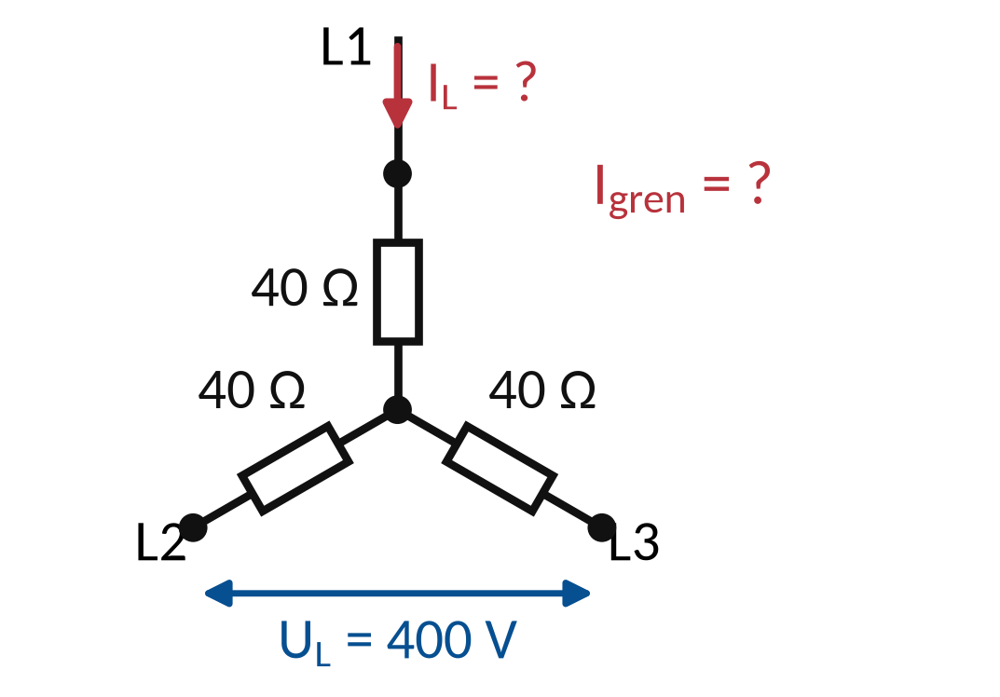 L1
I_L = ?
I_gren = ?
40 Ω
40 Ω
40 Ω
L2
L3
U_L = 400 V